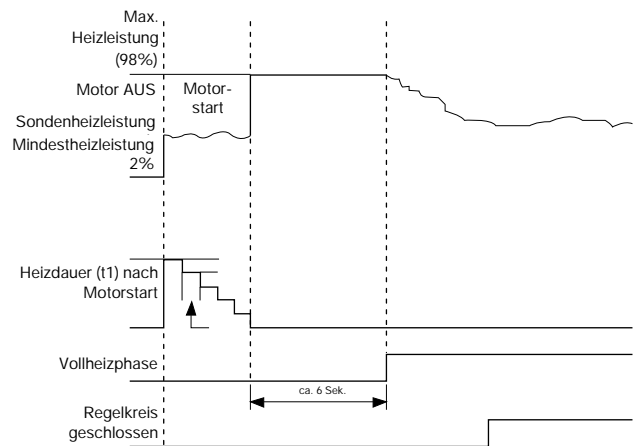 Max.
Heizleistung
(98%)
Motor AUS
Motor-
start
Sondenheizleistung
Mindestheizleistung
2%
Heizdauer (t1) nach
Motorstart
Vollheizphase
ca. 6 Sek.
Regelkreis
geschlossen